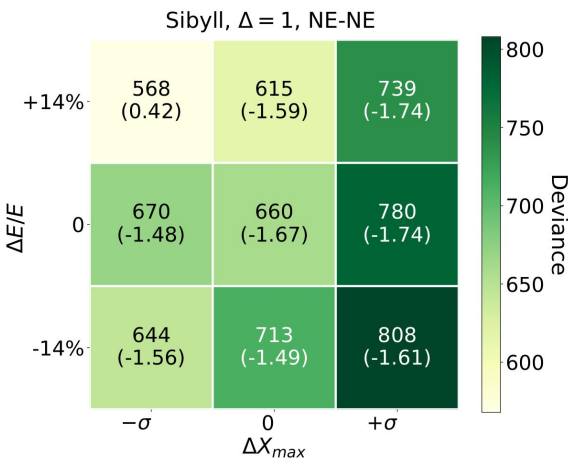 Sibyll, Δ = 1, NE-NE
ΔE/E
+14%
568 615 739
(0.42) (-1.59) (-1.74)
0
670 660 780
(-1.48) (-1.67) (-1.74)
-14%
644 713 808
(-1.56) (-1.49) (-1.61)
−σ 0 +σ
ΔX_max
800
750
700
650
600
Deviance